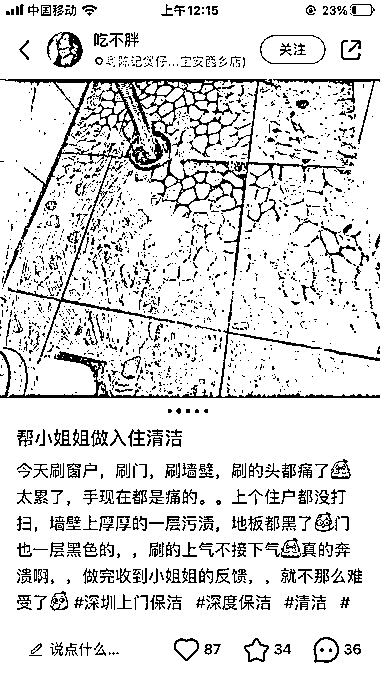 中国移动 上午12:15 23%
吃不胖
陈记煲仔...宝安西乡店)
关注
帮小姐姐做入住清洁
今天刷窗户，刷门，刷墙壁，刷的头都痛了
太累了，手现在都是痛的。。上个住户都没打
扫，墙壁上厚厚的一层污渍，地板都黑了门
也一层黑色的，，刷的上气不接下气真的奔
溃啊，，做完收到小姐姐的反馈，，就不那么难
受了 #深圳上门保洁 #深度保洁 #清洁 #
说点什么... 87 34 36